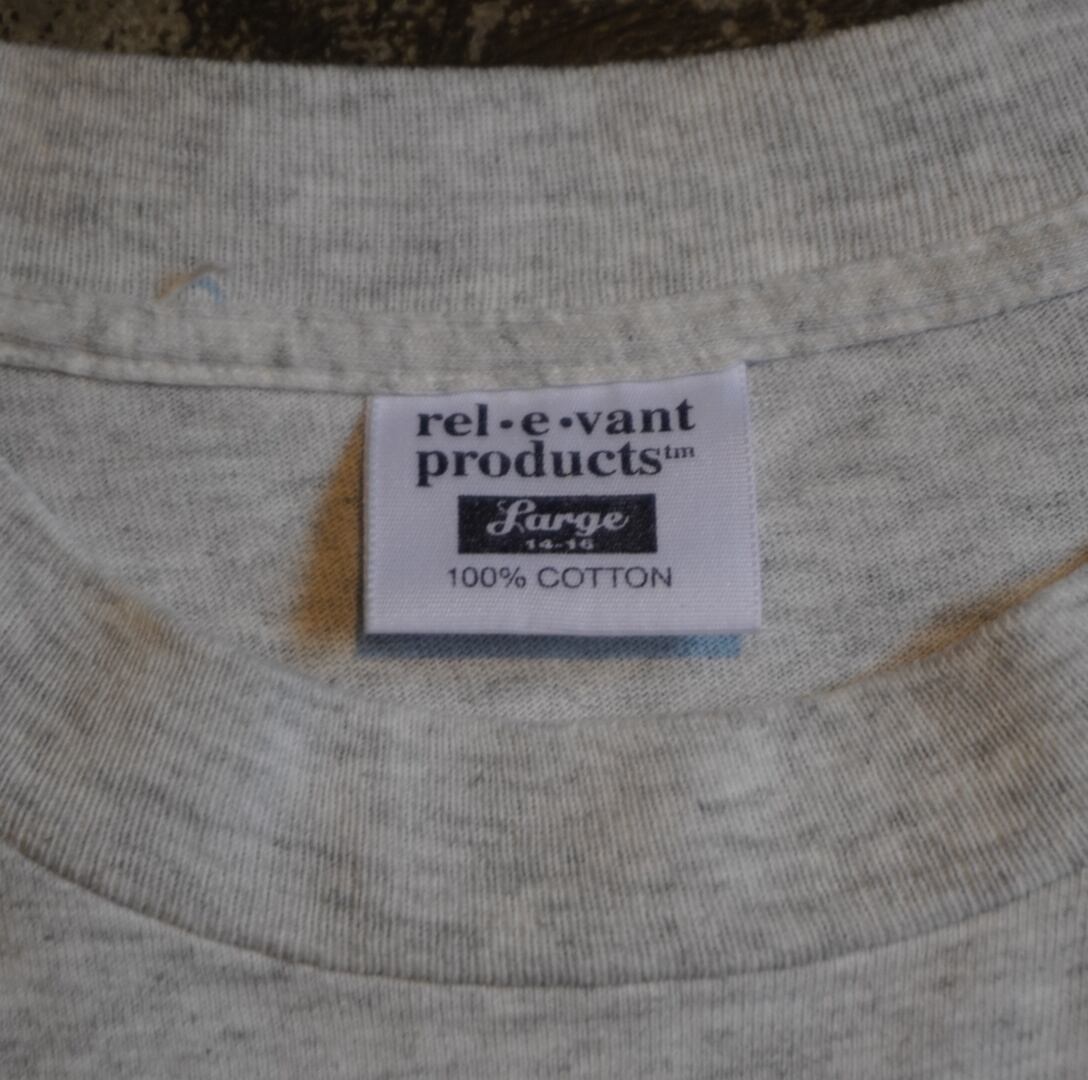 rel•e•vant
products™
Large
14-16
100% COTTON